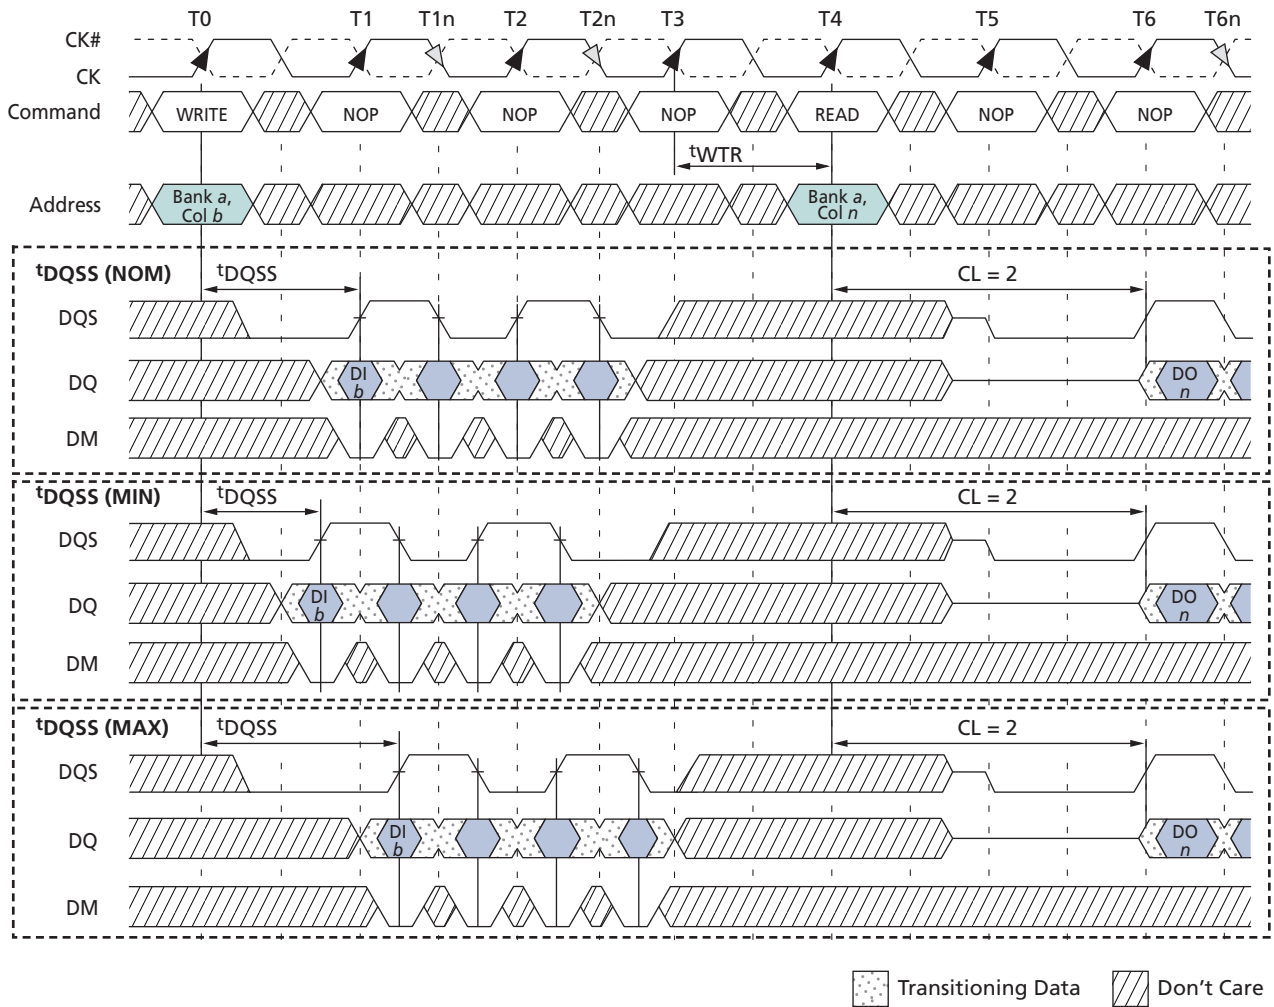 T0 T1 T1n T2 T2n T3 T4 T5 T6 T6n
CK#
CK
Command WRITE NOP NOP NOP READ NOP NOP
tWTR
Address Bank a, Col b Bank a, Col n
tDQSS (NOM) tDQSS CL = 2
DQS
DQ DI b DO n
DM
tDQSS (MIN) tDQSS CL = 2
DQS
DQ DI b DO n
DM
tDQSS (MAX) tDQSS CL = 2
DQS
DQ DI b DO n
DM
Transitioning Data Don't Care